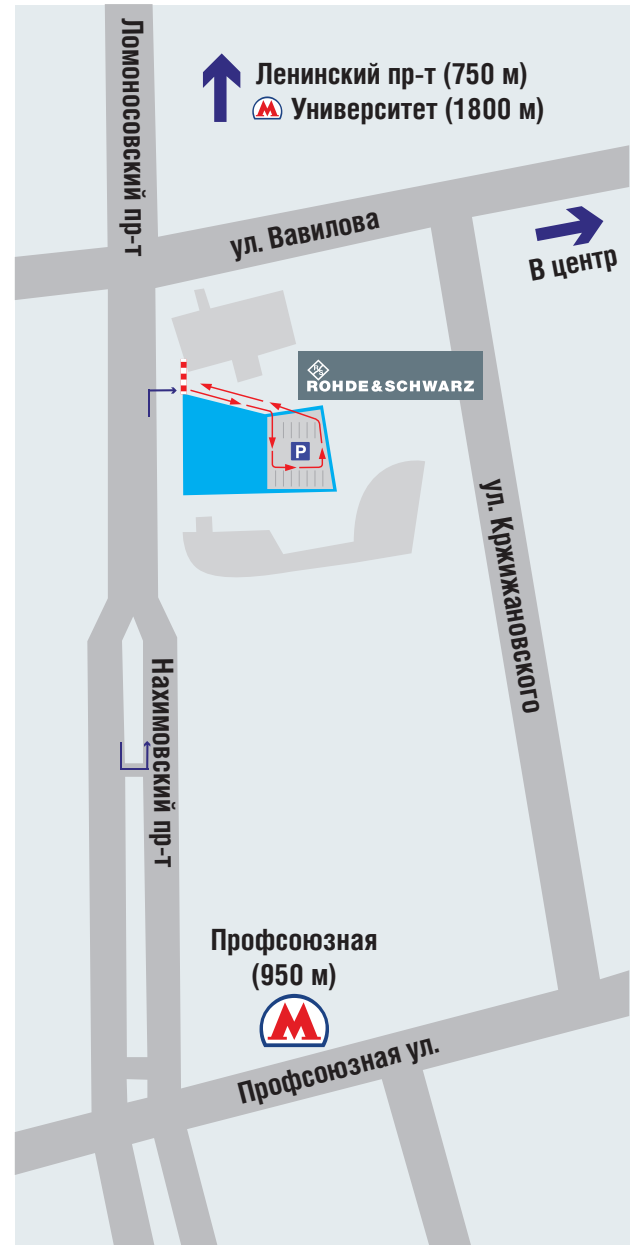 Ломоносовский пр-т
Ленинский пр-т (750 м)
М Университет (1800 м)
ул. Вавилова
В центр
R S
ROHDE&SCHWARZ
P
ул. Кржижановского
Нахимовский пр-т
Профсоюзная
(950 м)
М
Профсоюзная ул.